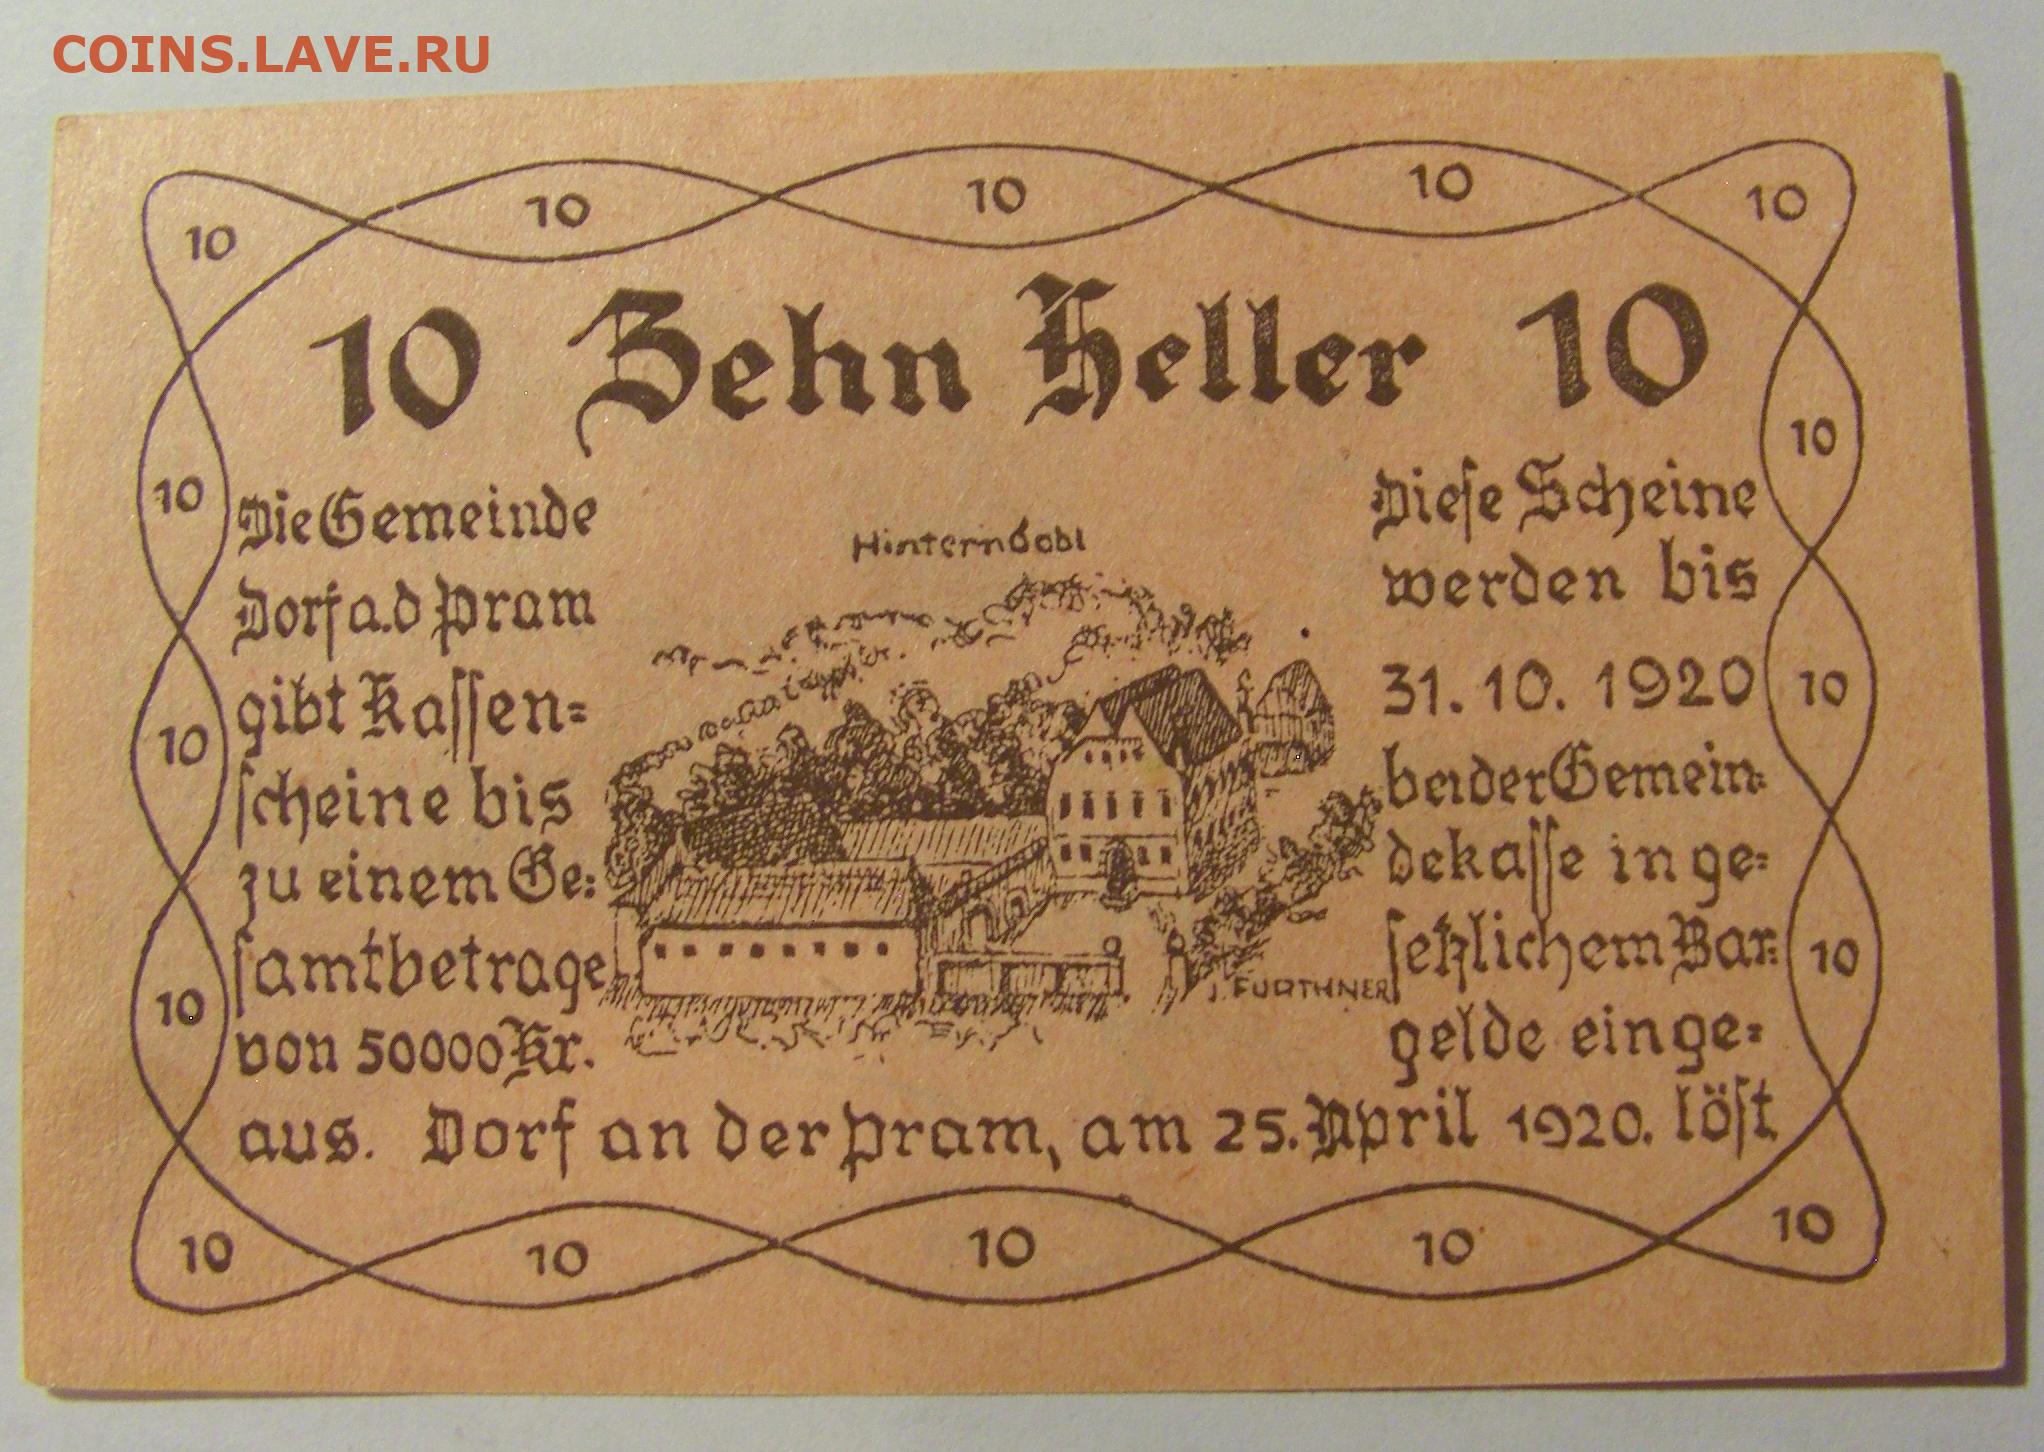 COINS.LAVE.RU
10 10 10 10 10
10 Zehn Heller 10
Die Gemeinde
Dorf a.d Pram
gibt Kassen=
scheine bis
zu einem Ge=
samtbetrage
von 50000 Kr.
Hinterndobl
J. FURTHNER
Diese Scheine
werden bis
31. 10. 1920
bei der Gemein=
dekasse in ge=
setzlichem Bar=
gelde einge=
aus. Dorf an der Pram, am 25. April 1920. löst
10
10
10
10
10
10
10 10 10 10 10